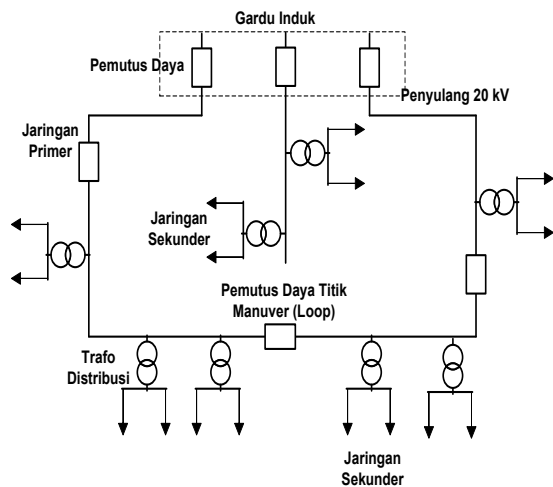 Gardu Induk
Pemutus Daya
Penyulang 20 kV
Jaringan
Primer
Jaringan
Sekunder
Pemutus Daya Titik
Manuver (Loop)
Trafo
Distribusi
Jaringan
Sekunder